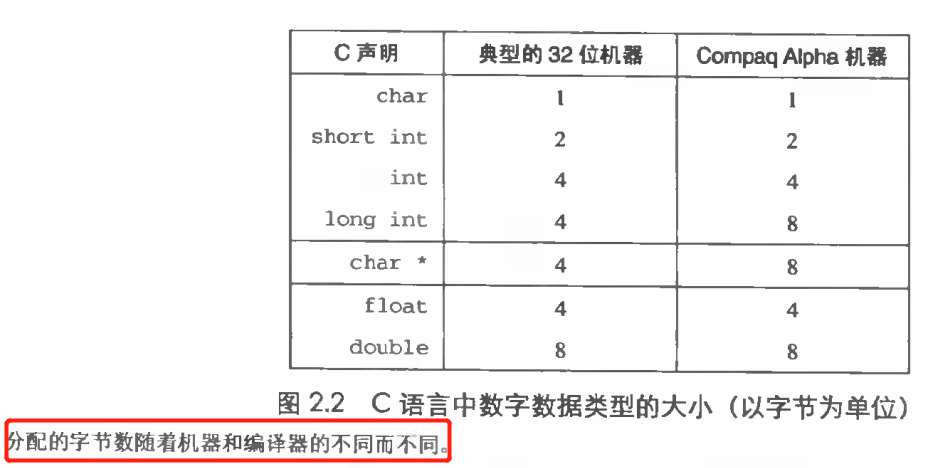 C 声明 典型的 32 位机器 Compaq Alpha 机器
char 1 1
short int 2 2
int 4 4
long int 4 8
char * 4 8
float 4 4
double 8 8
图 2.2 C 语言中数字数据类型的大小（以字节为单位）
分配的字节数随着机器和编译器的不同而不同。